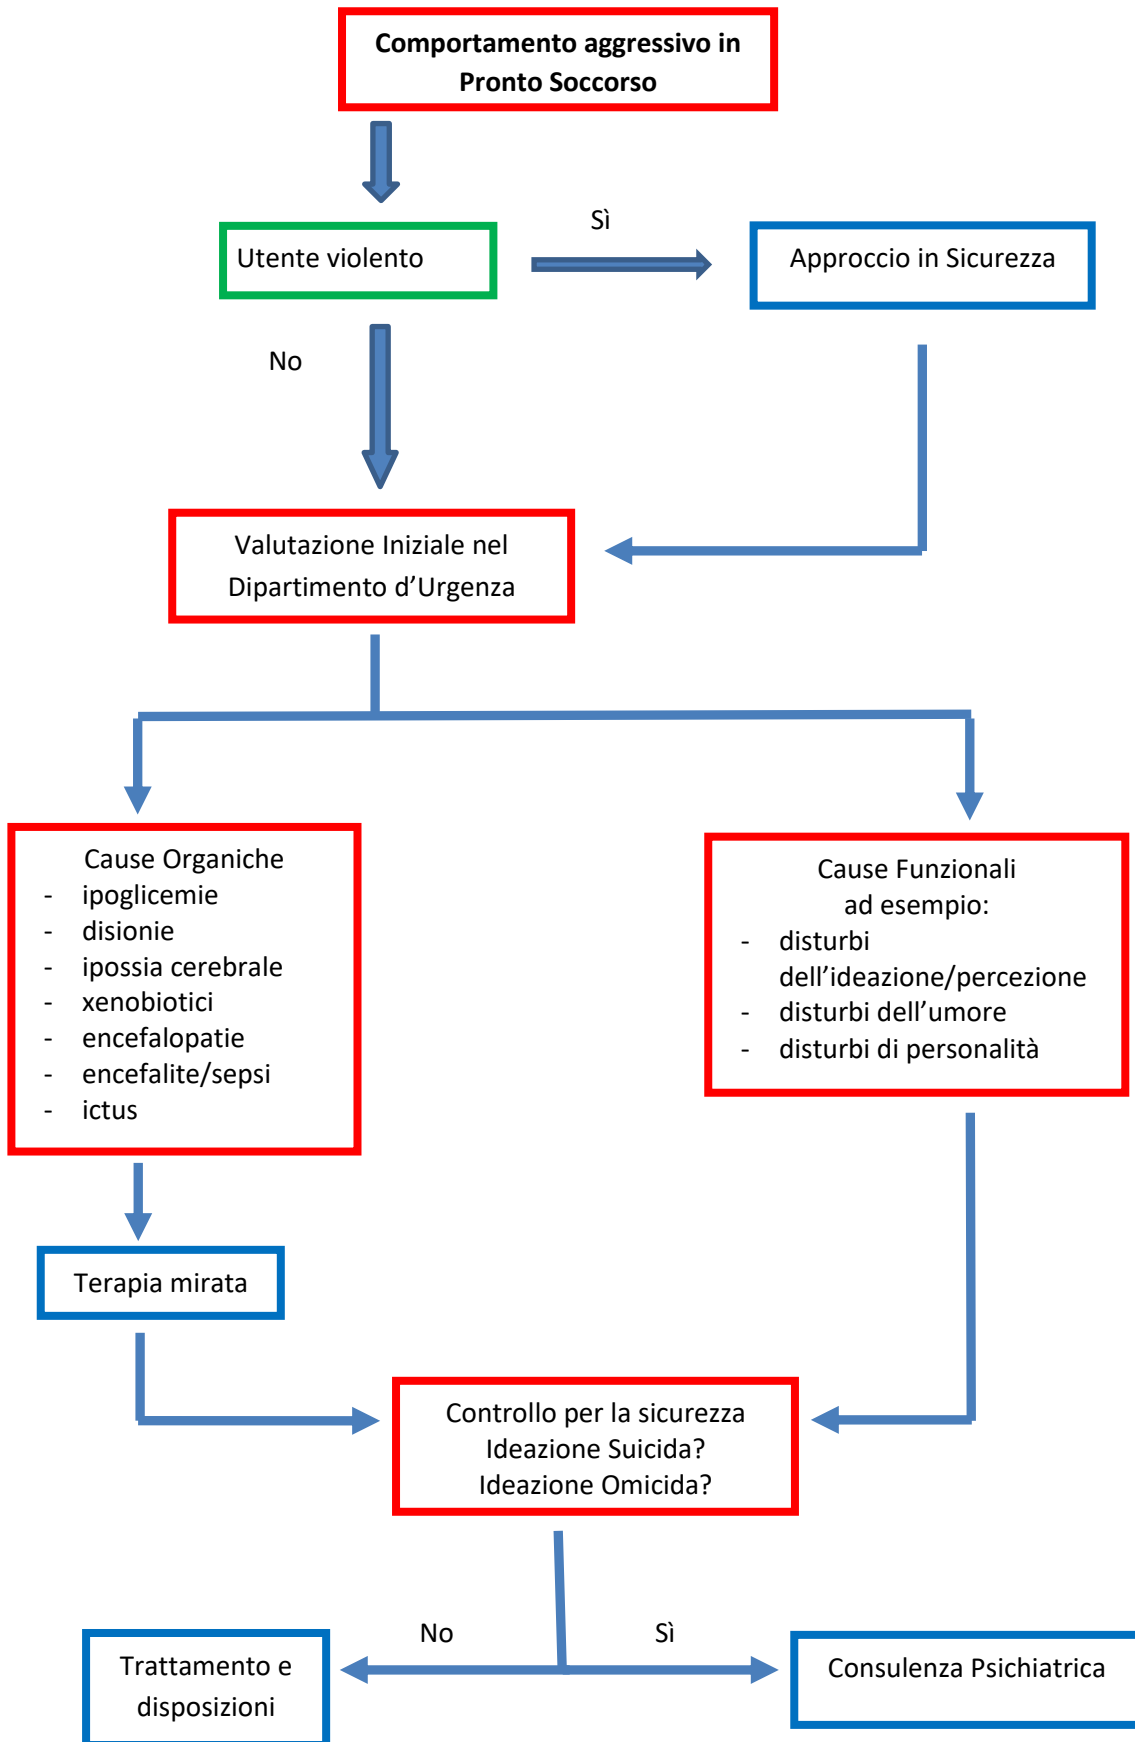 Comportamento aggressivo in
Pronto Soccorso
Sì
Utente violento
Approccio in Sicurezza
No
Valutazione Iniziale nel
Dipartimento d’Urgenza
Cause Organiche
- ipoglicemie
- disionie
- ipossia cerebrale
- xenobiotici
- encefalopatie
- encefalite/sepsi
- ictus
Cause Funzionali
ad esempio:
- disturbi
dell’ideazione/percezione
- disturbi dell’umore
- disturbi di personalità
Terapia mirata
Controllo per la sicurezza
Ideazione Suicida?
Ideazione Omicida?
No
Sì
Trattamento e
disposizioni
Consulenza Psichiatrica